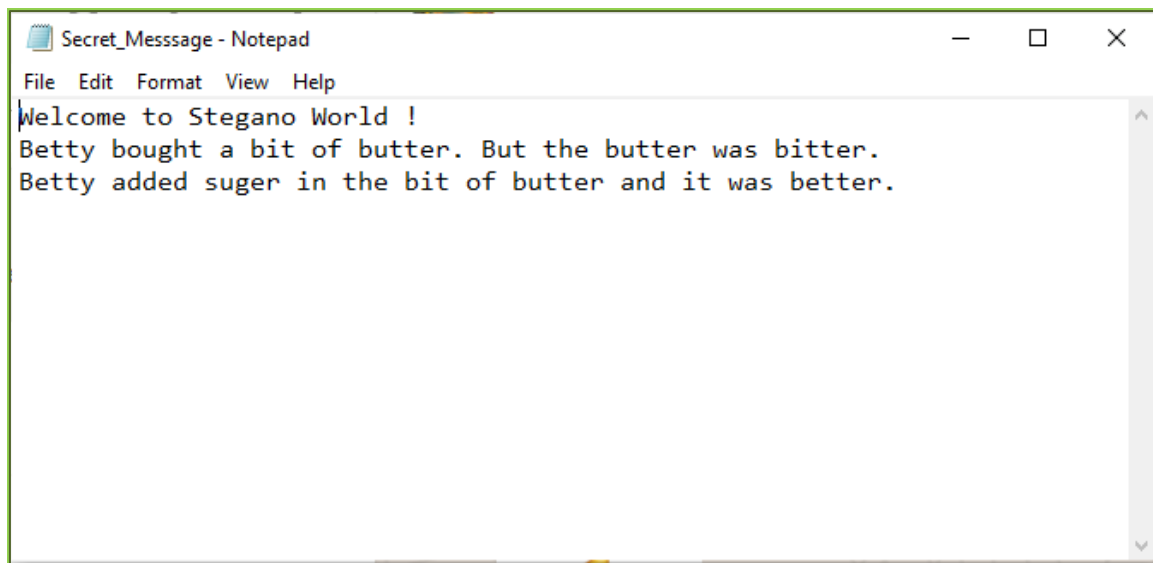 Secret_Messsage - Notepad
File Edit Format View Help
Welcome to Stegano World !
Betty bought a bit of butter. But the butter was bitter.
Betty added suger in the bit of butter and it was better.